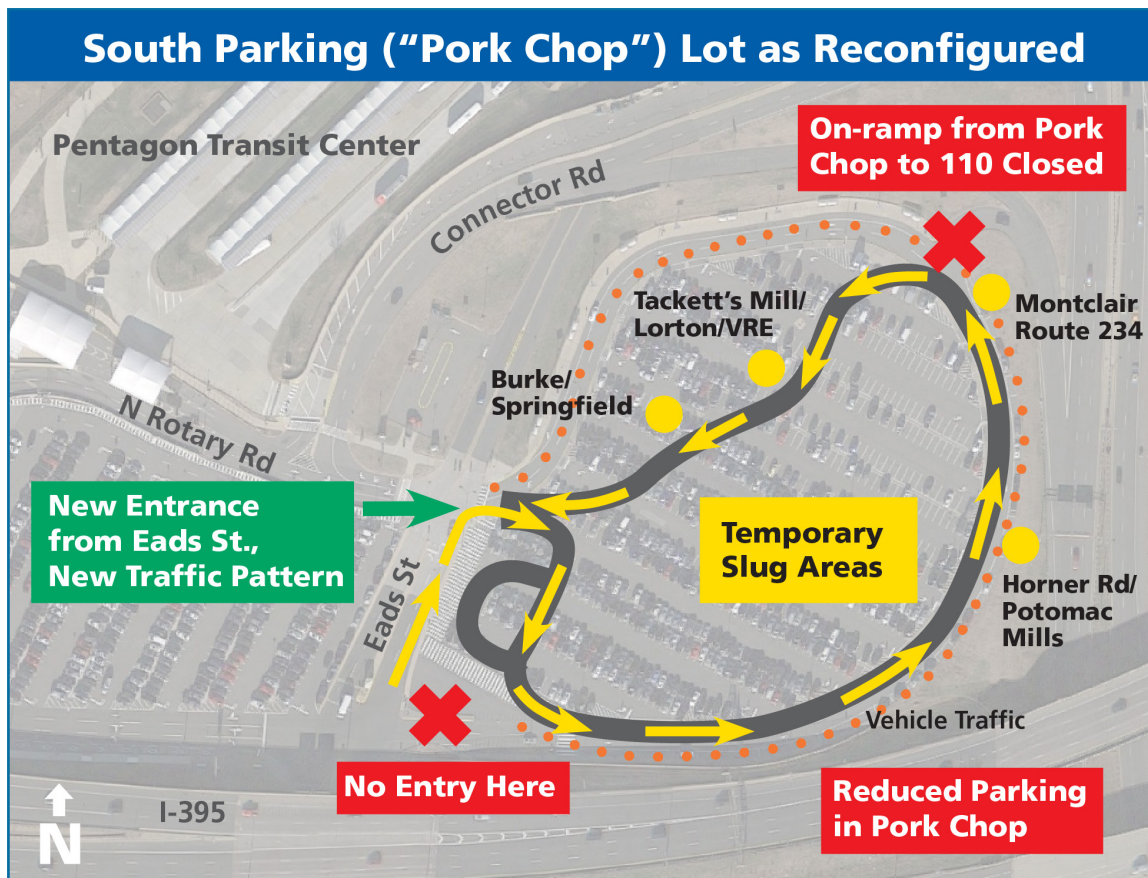 South Parking (“Pork Chop”) Lot as Reconfigured
Pentagon Transit Center
Connector Rd
On-ramp from Pork
Chop to 110 Closed
Tackett’s Mill/
Lorton/VRE
Montclair
Route 234
Burke/
Springfield
N Rotary Rd
New Entrance
from Eads St.,
New Traffic Pattern
Temporary
Slug Areas
Eads St
Horner Rd/
Potomac
Mills
Vehicle Traffic
No Entry Here
Reduced Parking
in Pork Chop
I-395
N